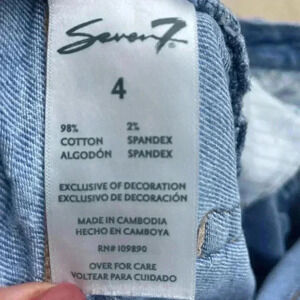 Seven7
4
98% 2%
COTTON SPANDEX
ALGODÓN SPANDEX
EXCLUSIVE OF DECORATION
EXCLUSIVO DE DECORACIÓN
MADE IN CAMBODIA
HECHO EN CAMBOYA
RN# 109890
OVER FOR CARE
VOLTEAR PARA CUIDADO